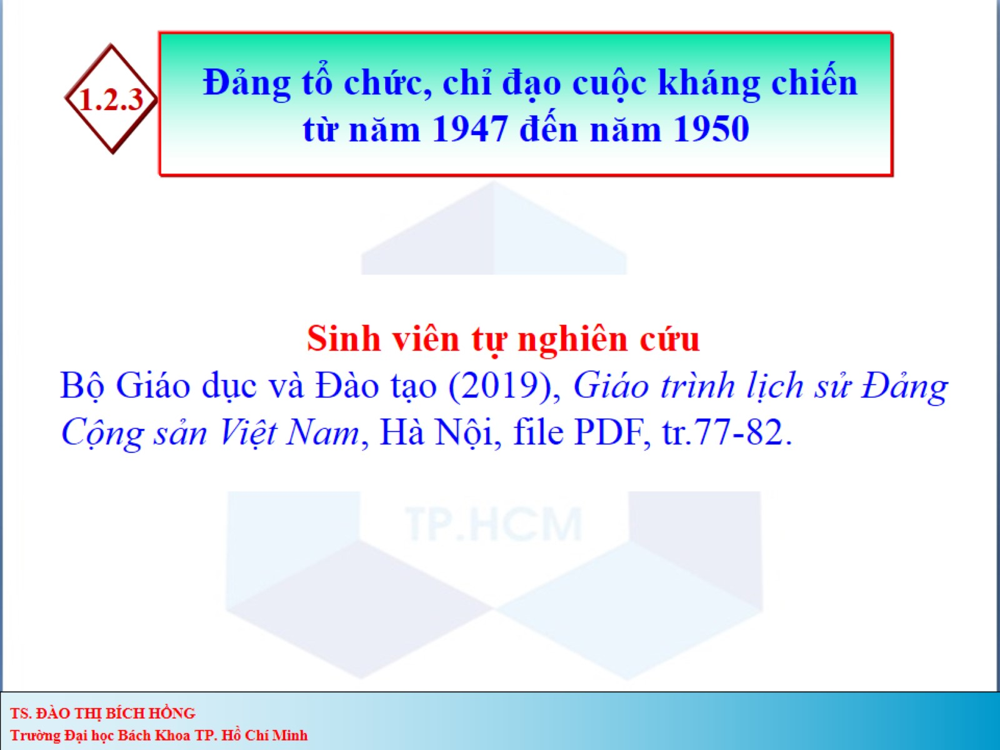 1.2.3
Đảng tổ chức, chỉ đạo cuộc kháng chiến
từ năm 1947 đến năm 1950
Sinh viên tự nghiên cứu
Bộ Giáo dục và Đào tạo (2019), Giáo trình lịch sử Đảng
Cộng sản Việt Nam, Hà Nội, file PDF, tr.77-82.
TP.HCM
TS. ĐÀO THỊ BÍCH HỒNG
Trường Đại học Bách Khoa TP. Hồ Chí Minh